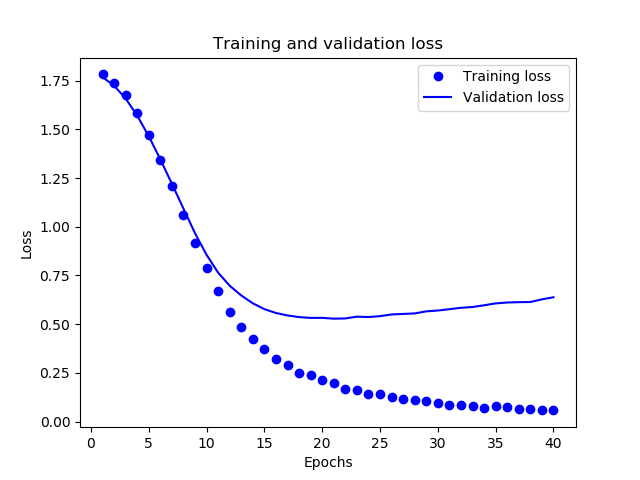 Training and validation loss
Training loss
Validation loss
1.75
1.50
1.25
1.00
0.75
0.50
0.25
0.00
Loss
0 5 10 15 20 25 30 35 40
Epochs